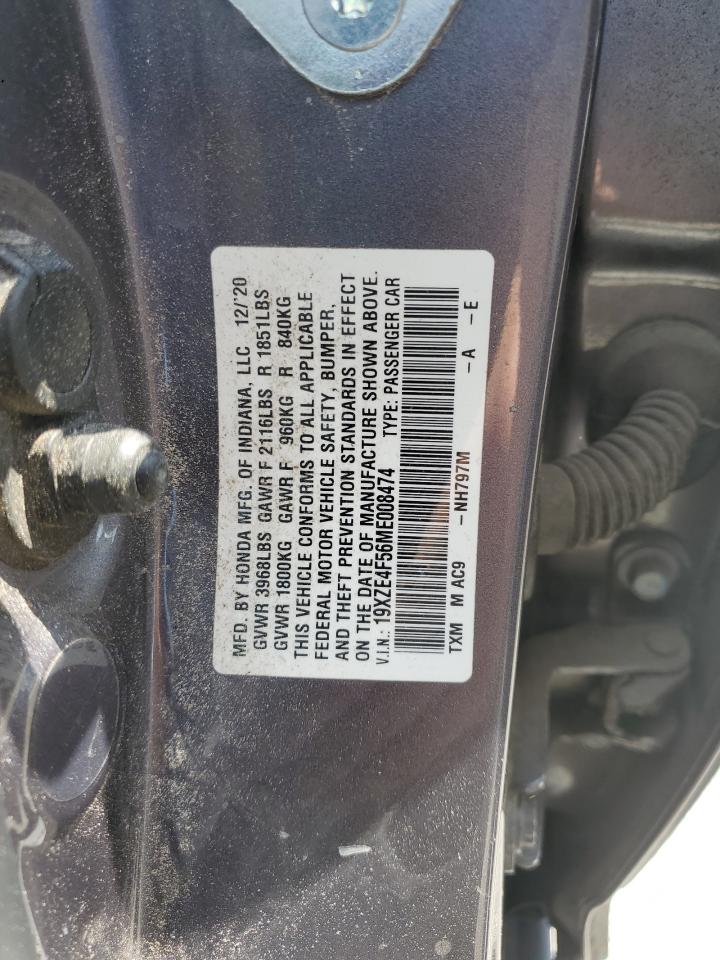 MFD. BY HONDA MFG. OF INDIANA, LLC 12/'20
GVWR 3968LBS GAWR F 2116LBS R 1851LBS
GVWR 1800KG GAWR F 960KG R 840KG
THIS VEHICLE CONFORMS TO ALL APPLICABLE
FEDERAL MOTOR VEHICLE SAFETY, BUMPER,
AND THEFT PREVENTION STANDARDS IN EFFECT
ON THE DATE OF MANUFACTURE SHOWN ABOVE.
V.I.N.: 19XZE4F56ME008474 TYPE: PASSENGER CAR
TXM M AC9 – NH797M – A – E